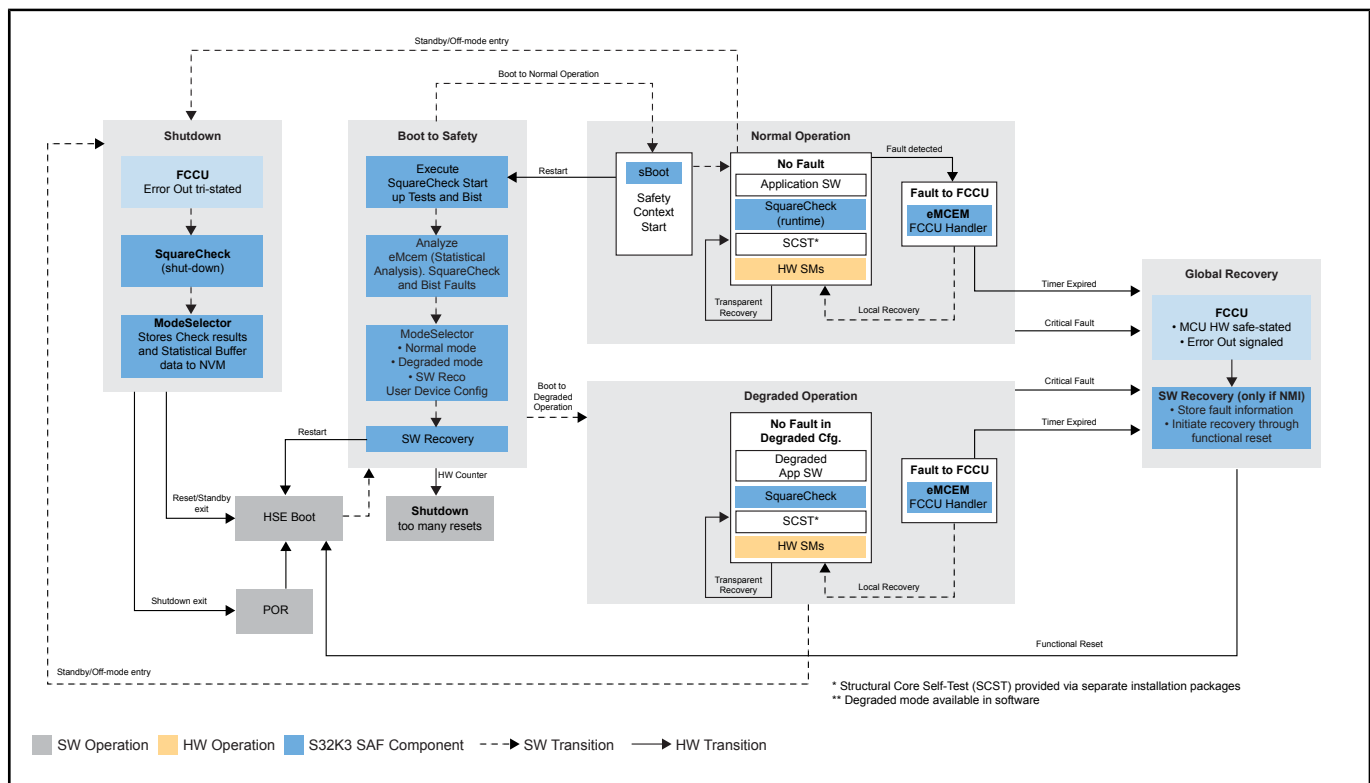 Standby/Off-mode entry
Boot to Normal Operation
Shutdown
FCCU
Error Out tri-stated
SquareCheck
(shut-down)
ModeSelector
Stores Check results
and Statistical Buffer
data to NVM
Boot to Safety
Execute
SquareCheck Start
up Tests and Bist
Analyze
eMcem (Statistical
Analysis). SquareCheck
and Bist Faults
ModeSelector
• Normal mode
• Degraded mode
• SW Reco
User Device Config
SW Recovery
Restart
Normal Operation
sBoot
Safety
Context
Start
No Fault
Application SW
SquareCheck
(runtime)
SCST*
HW SMs
Transparent
Recovery
Fault detected
Fault to FCCU
eMCEM
FCCU Handler
Local Recovery
Timer Expired
Critical Fault
Global Recovery
FCCU
• MCU HW safe-stated
• Error Out signaled
SW Recovery (only if NMI)
• Store fault information
• Initiate recovery through
functional reset
Boot to
Degraded
Operation
Degraded Operation
No Fault in
Degraded Cfg.
Degraded
App SW
SquareCheck
SCST*
HW SMs
Transparent
Recovery
Critical Fault
Timer Expired
Fault to FCCU
eMCEM
FCCU Handler
Local Recovery
Restart
HW Counter
Reset/Standby
exit
HSE Boot
Shutdown
too many resets
Shutdown exit
POR
Functional Reset
Standby/Off-mode entry
* Structural Core Self-Test (SCST) provided via separate installation packages
** Degraded mode available in software
SW Operation
HW Operation
S32K3 SAF Component
SW Transition
HW Transition